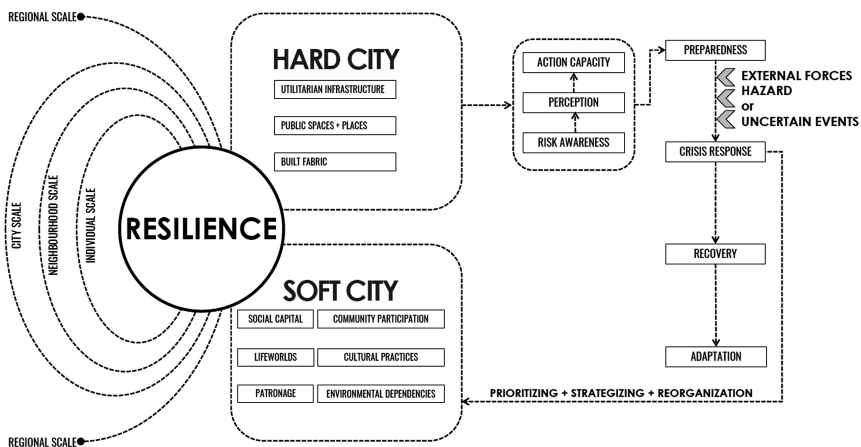 REGIONAL SCALE
CITY SCALE
NEIGHBOURHOOD SCALE
INDIVIDUAL SCALE
RESILIENCE
REGIONAL SCALE
HARD CITY
UTILITARIAN INFRASTRUCTURE
PUBLIC SPACES + PLACES
BUILT FABRIC
SOFT CITY
SOCIAL CAPITAL
COMMUNITY PARTICIPATION
LIFEWORLDS
CULTURAL PRACTICES
PATRONAGE
ENVIRONMENTAL DEPENDENCIES
ACTION CAPACITY
PERCEPTION
RISK AWARENESS
PREPAREDNESS
EXTERNAL FORCES
HAZARD
or
UNCERTAIN EVENTS
CRISIS RESPONSE
RECOVERY
ADAPTATION
PRIORITIZING + STRATEGIZING + REORGANIZATION